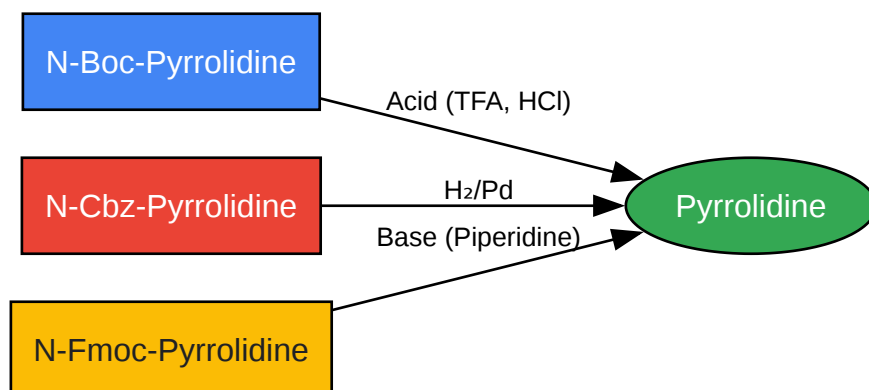 N-Boc-Pyrrolidine
Acid (TFA, HCl)
N-Cbz-Pyrrolidine
H₂/Pd
Pyrrolidine
Base (Piperidine)
N-Fmoc-Pyrrolidine